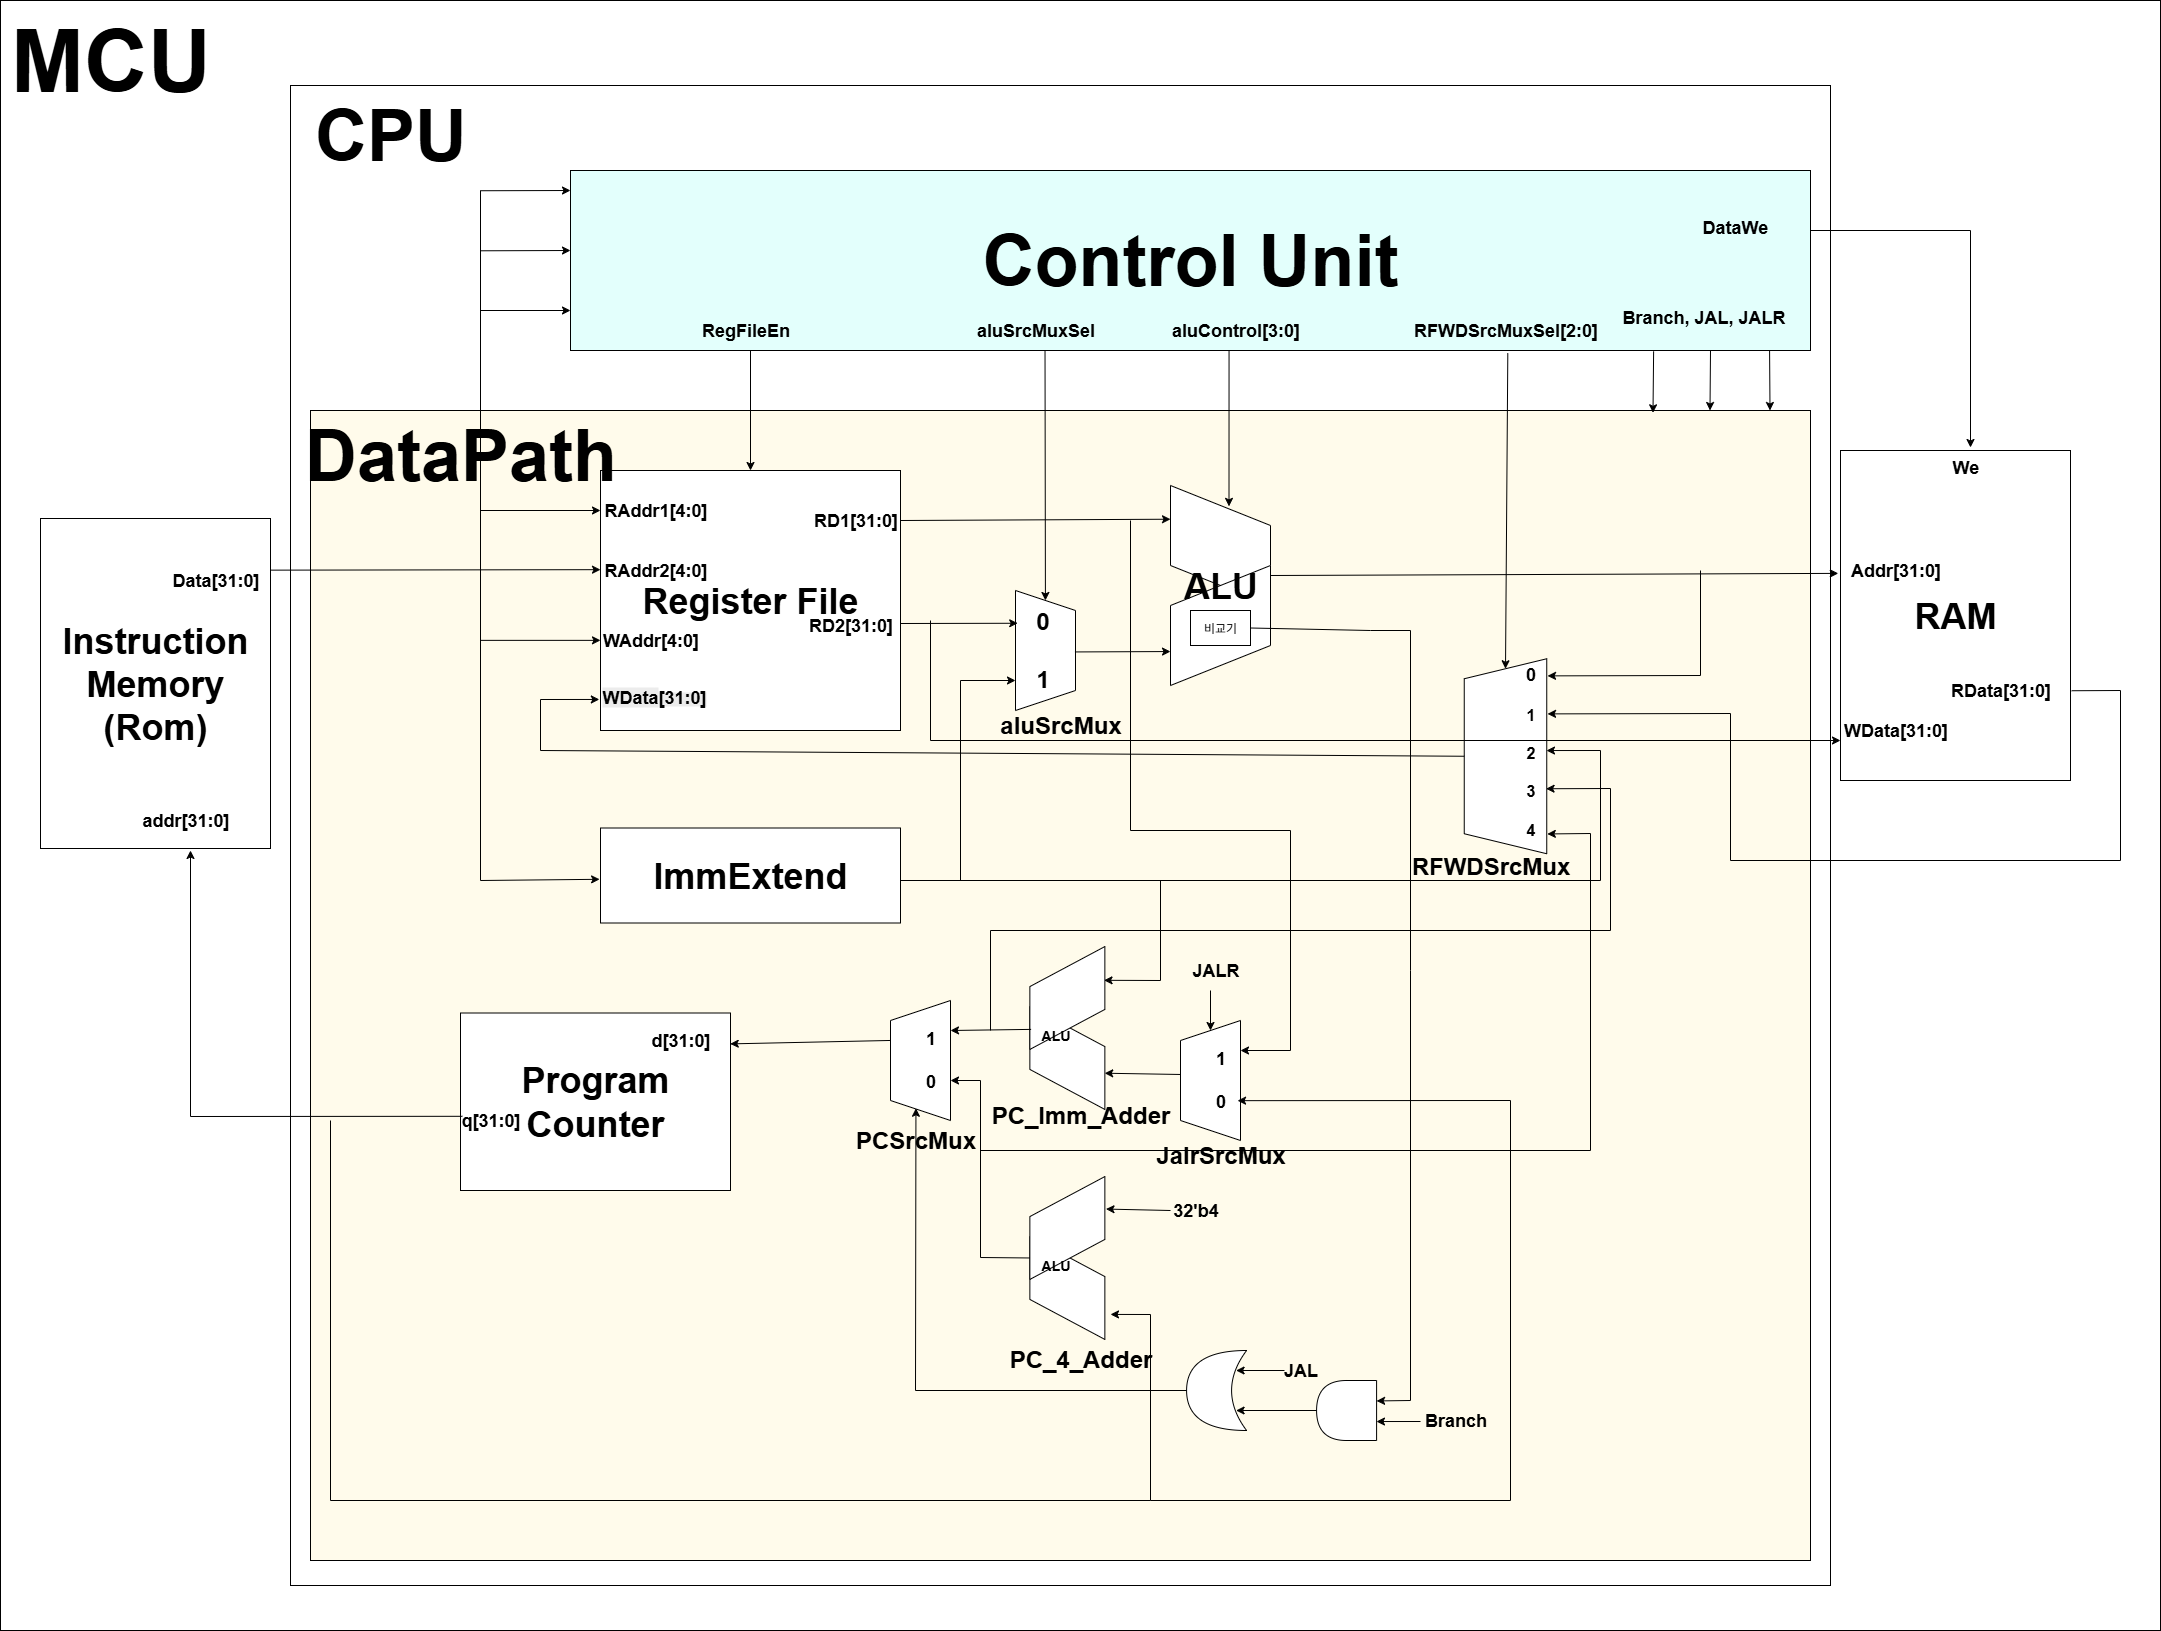 MCU
CPU
Control Unit
DataWe
RegFileEn
aluSrcMuxSel
aluControl[3:0]
RFWDSrcMuxSel[2:0]
Branch, JAL, JALR
DataPath
We
RAddr1[4:0]
RD1[31:0]
Data[31:0]
RAddr2[4:0]
Register File
RD2[31:0]
WAddr[4:0]
WData[31:0]
0
1
aluSrcMux
ALU
비교기
Addr[31:0]
RAM
RData[31:0]
WData[31:0]
Instruction
Memory
(Rom)
addr[31:0]
0
1
2
3
4
RFWDSrcMux
ImmExtend
JALR
d[31:0]
Program
Counter
q[31:0]
1
0
PCSrcMux
ALU
PC_Imm_Adder
1
0
JalrSrcMux
32'b4
ALU
PC_4_Adder
JAL
Branch